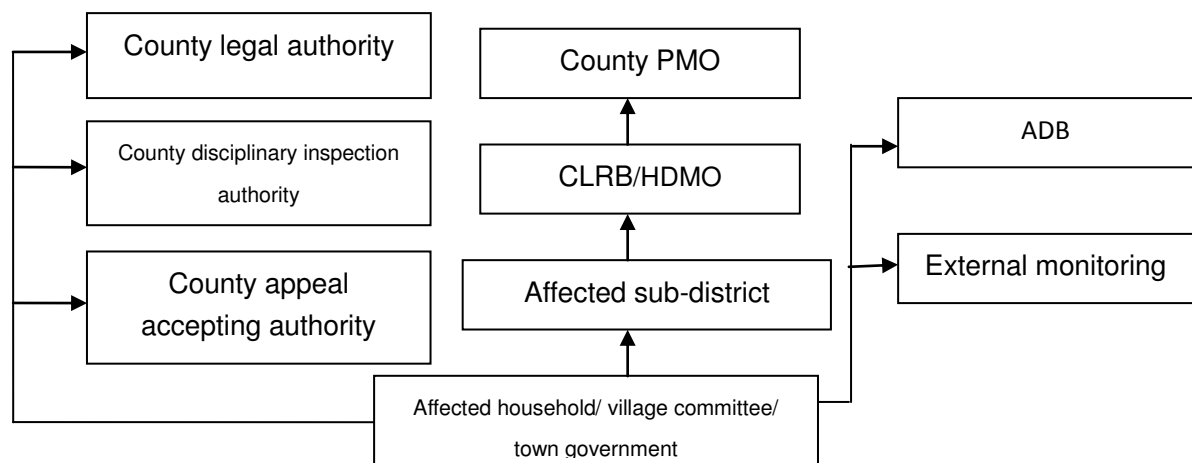 County legal authority
County disciplinary inspection
authority
County appeal
accepting authority
County PMO
CLRB/HDMO
Affected sub-district
Affected household/ village committee/
town government
ADB
External monitoring